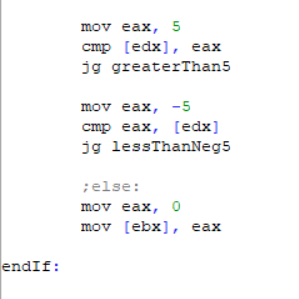 mov eax, 5
cmp [edx], eax
jg greaterThan5
mov eax, -5
cmp eax, [edx]
jg lessThanNeg5
;else:
mov eax, 0
mov [ebx], eax
endIf: